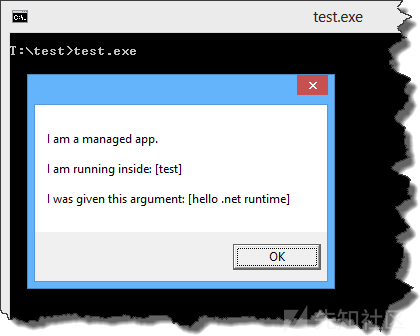 test.exe
T:\test>test.exe
I am a managed app.
I am running inside: [test]
I was given this argument: [hello .net runtime]
OK
先知社区